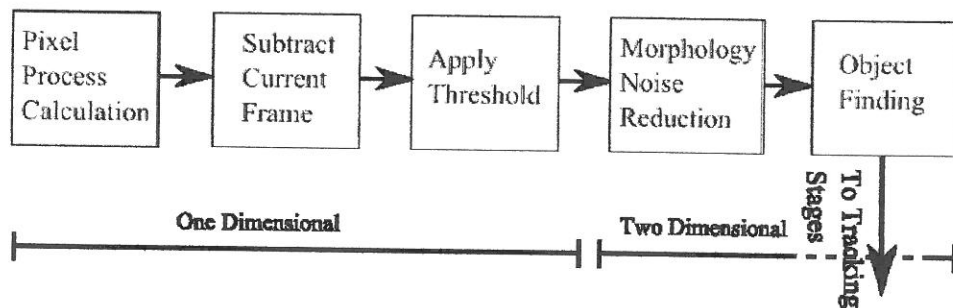 Pixel
Process
Calculation
Subtract
Current
Frame
Apply
Threshold
Morphology
Noise
Reduction
Object
Finding
To Tracking
Stages
One Dimensional
Two Dimensional